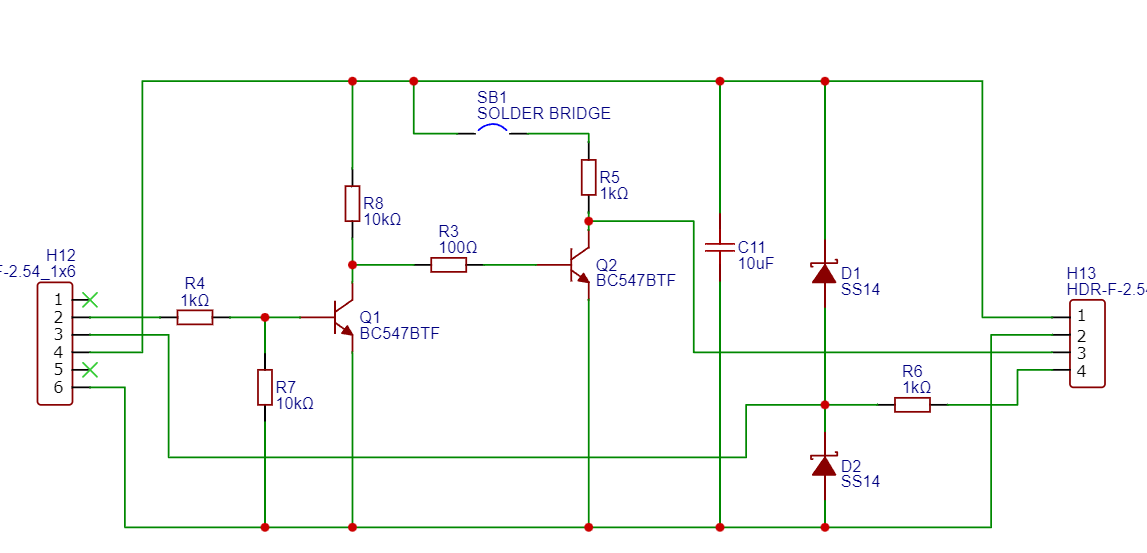 SB1
SOLDER BRIDGE
R5
1kΩ
R8
10kΩ
R3
100Ω
H12
F-2.54_1x6
1
2
3
4
5
6
R4
1kΩ
Q1
BC547BTF
Q2
BC547BTF
R7
10kΩ
C11
10uF
D1
SS14
H13
HDR-F-2.54
1
2
3
4
R6
1kΩ
D2
SS14